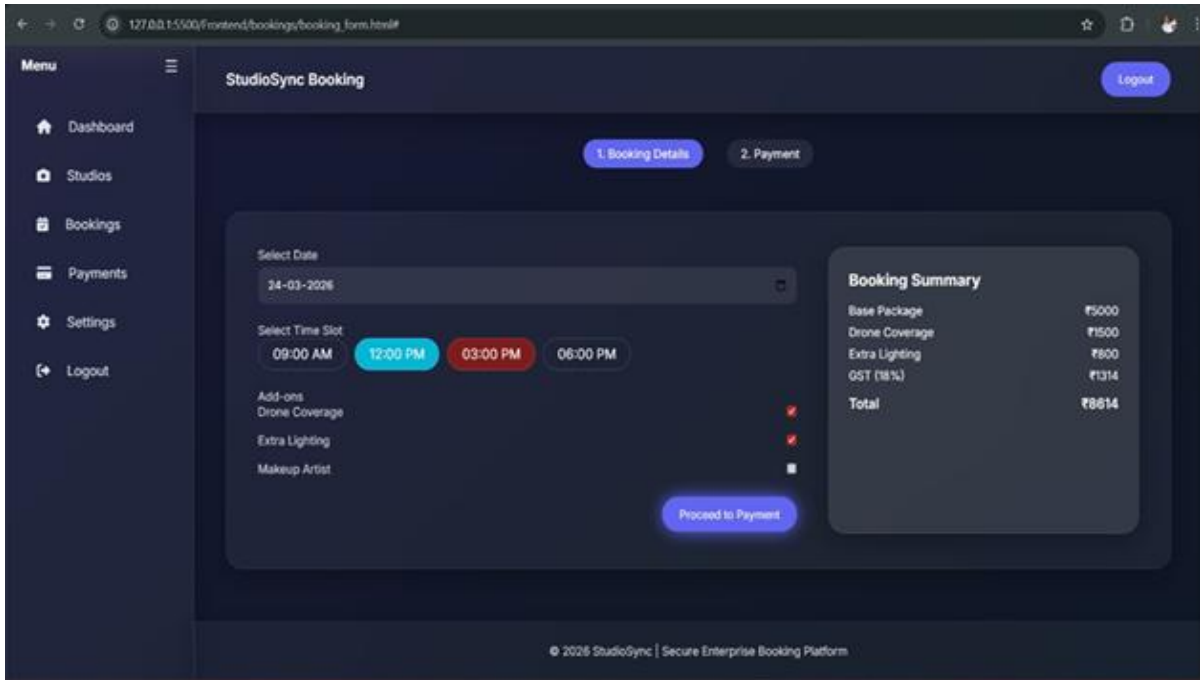 127.0.0.1:5500/Frontend/bookings/booking_form.html#
Menu
Dashboard
Studios
Bookings
Payments
Settings
Logout
StudioSync Booking
Logout
1. Booking Details 2. Payment
Select Date
24-03-2026
Select Time Slot
09:00 AM 12:00 PM 03:00 PM 06:00 PM
Add-ons
Drone Coverage
Extra Lighting
Makeup Artist
Proceed to Payment
Booking Summary
Base Package ₹5000
Drone Coverage ₹1500
Extra Lighting ₹800
GST (18%) ₹1314
Total ₹8614
© 2026 StudioSync | Secure Enterprise Booking Platform